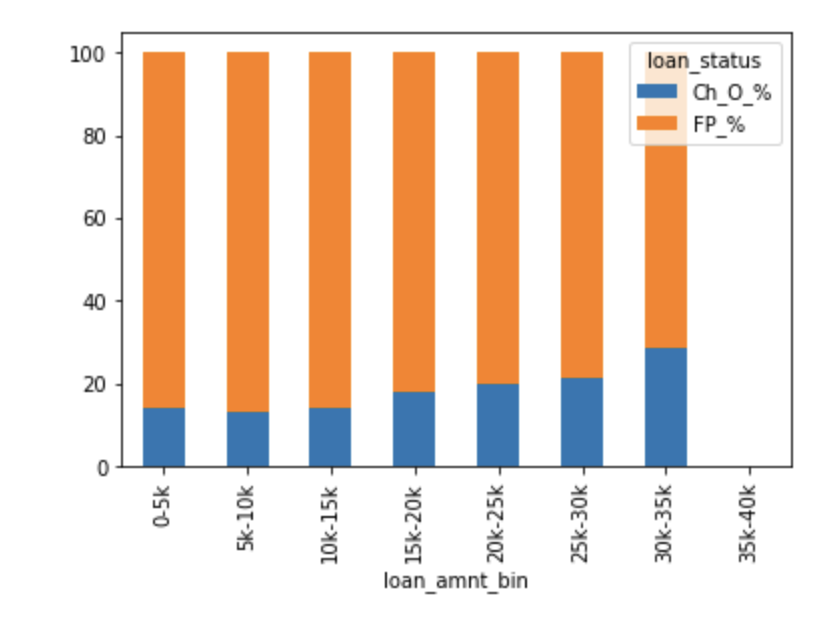 100
80
60
40
20
0
loan_status
Ch_O_%
FP_%
0-5k
5k-10k
10k-15k
15k-20k
20k-25k
25k-30k
30k-35k
35k-40k
loan_amnt_bin